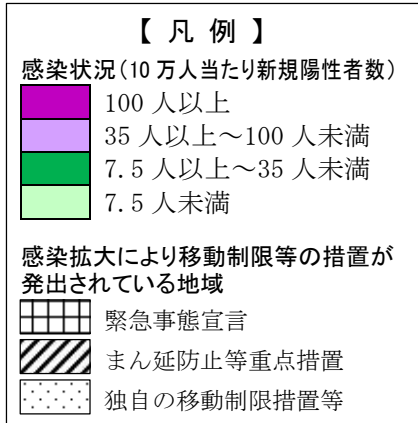 【 凡 例 】
感染状況(10 万人当たり新規陽性者数)
100 人以上
35 人以上～100 人未満
7.5 人以上～35 人未満
7.5 人未満
感染拡大により移動制限等の措置が
発出されている地域
緊急事態宣言
まん延防止等重点措置
独自の移動制限措置等